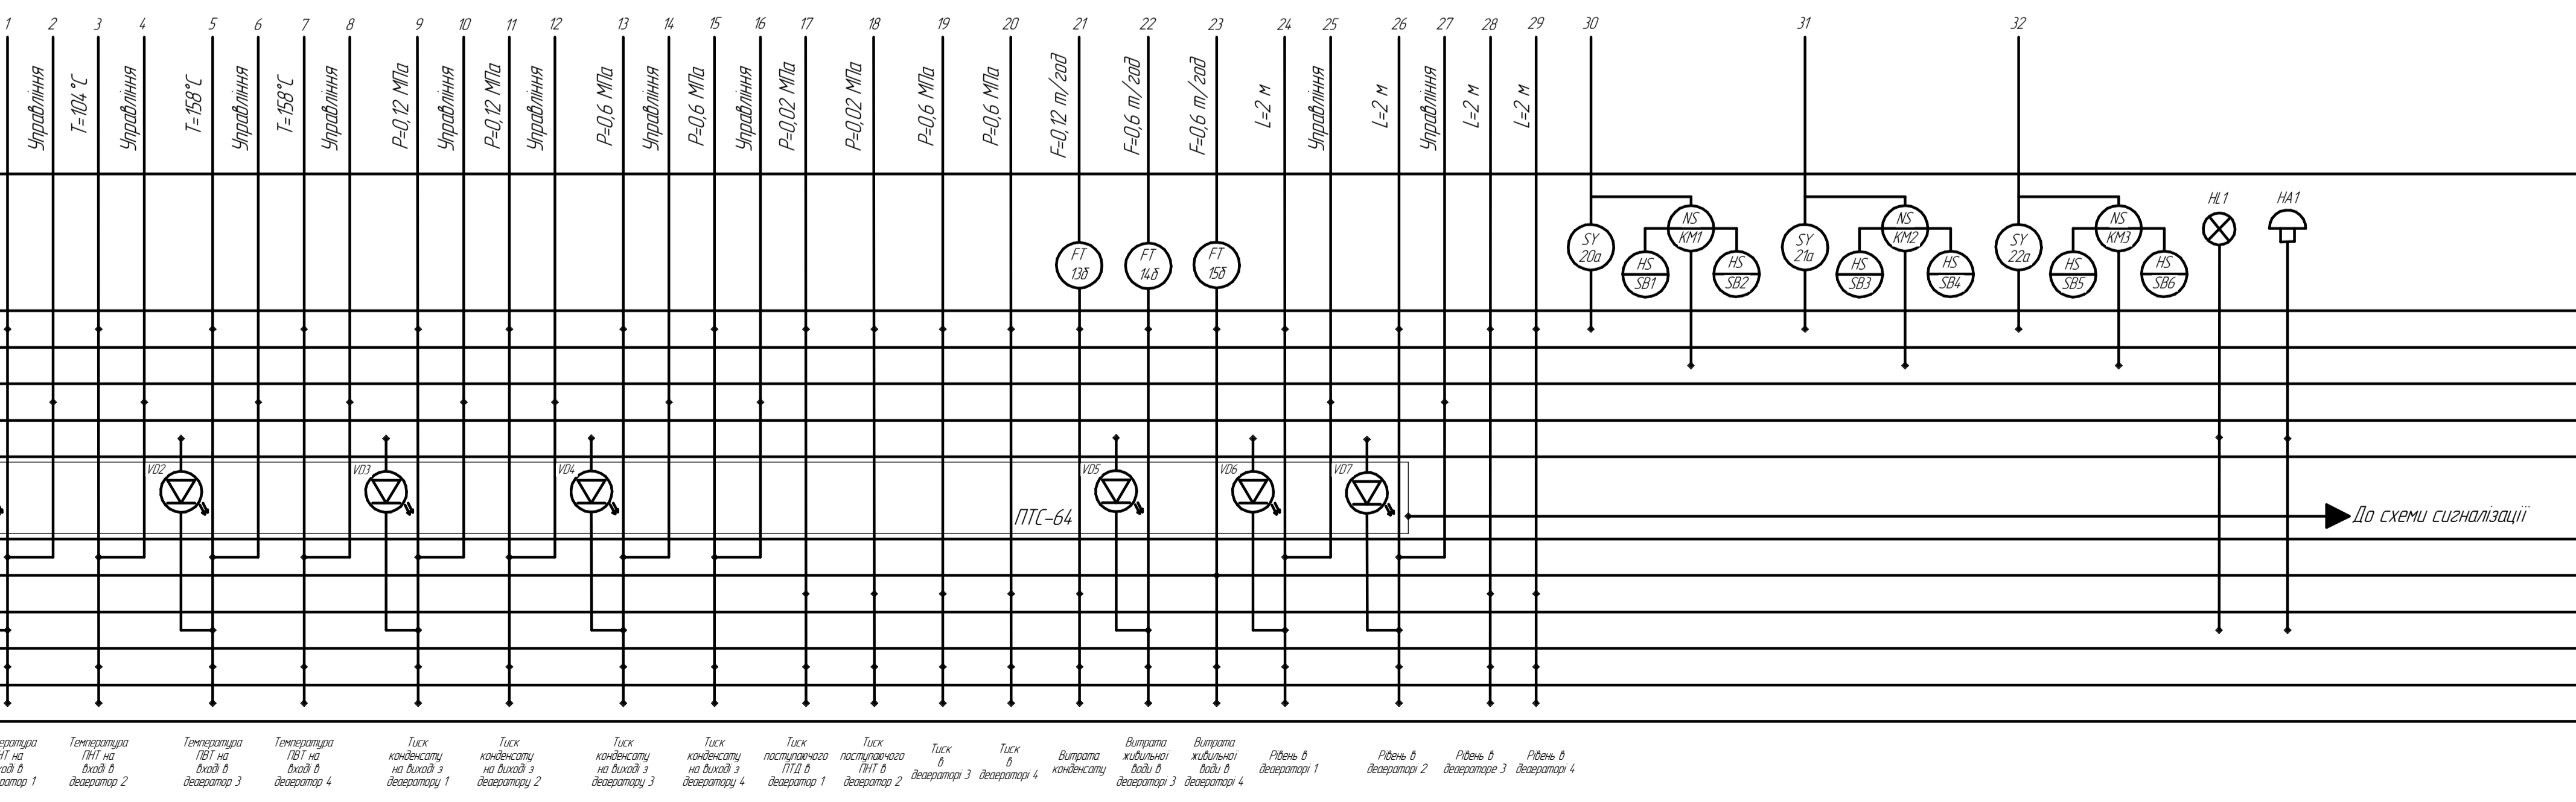 1 2 3 4 5 6 7 8 9 10 11 12 13 14 15 16 17 18 19 20 21 22 23 24 25 26 27 28 29 30 31 32
Управління
T=104°C
Управління
T=158°C
Управління
T=158°C
Управління
P=0,12 МПа
Управління
P=0,12 МПа
Управління
P=0,6 МПа
Управління
P=0,6 МПа
Управління
P=0,02 МПа
P=0,02 МПа
P=0,6 МПа
P=0,6 МПа
F=0,12 т/год
F=0,6 т/год
F=0,6 т/год
L=2 м
Управління
L=2 м
Управління
L=2 м
L=2 м
HL1
HA1
FT
13б
FT
14б
FT
15б
SY
20а
NS
KM1
HS
SB1
HS
SB2
SY
21а
NS
KM2
HS
SB3
HS
SB4
SY
22а
NS
KM3
HS
SB5
HS
SB6
VD2
VD3
VD4
VD5
VD6
VD7
ПТС-64
До схеми сигналізації
ература
НТ на
ході в
ратор 1
Температура
ПНТ на
вході в
деаератор 2
Температура
ПВТ на
вході в
деаератор 3
Температура
ПВТ на
вході в
деаератор 4
Тиск
конденсату
на виході з
деаератору 1
Тиск
конденсату
на виході з
деаератору 2
Тиск
конденсату
на виході з
деаератору 3
Тиск
конденсату
на виході з
деаератору 4
Тиск
поступаючого
ПТД в
деаератор 1
Тиск
поступаючого
ПНТ в
деаератор 2
Тиск
в
деаераторі 3
Тиск
в
деаераторі 4
Витрата
конденсату
Витрата
живильної
води в
деаераторі 3
Витрата
живильної
води в
деаераторі 4
Рівень в
деаераторі 1
Рівень в
деаераторі 2
Рівень в
деаераторе 3
Рівень в
деаераторі 4